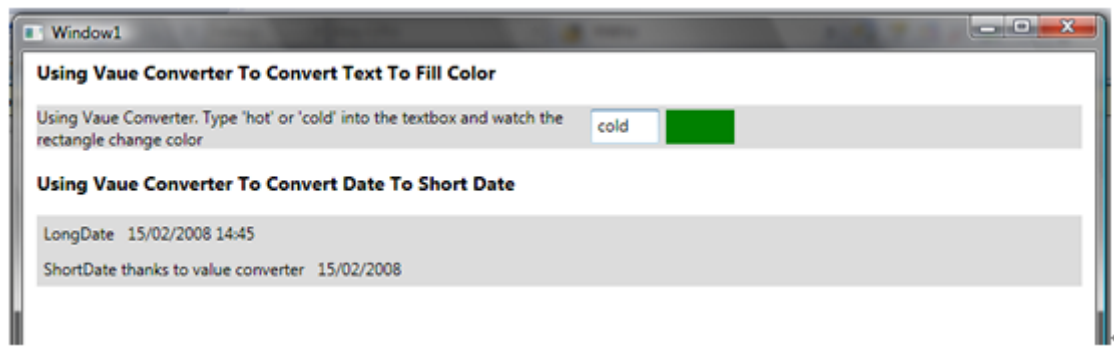 Window1
Using Vaue Converter To Convert Text To Fill Color
Using Vaue Converter. Type 'hot' or 'cold' into the textbox and watch the
rectangle change color
cold
Using Vaue Converter To Convert Date To Short Date
LongDate 15/02/2008 14:45
ShortDate thanks to value converter 15/02/2008